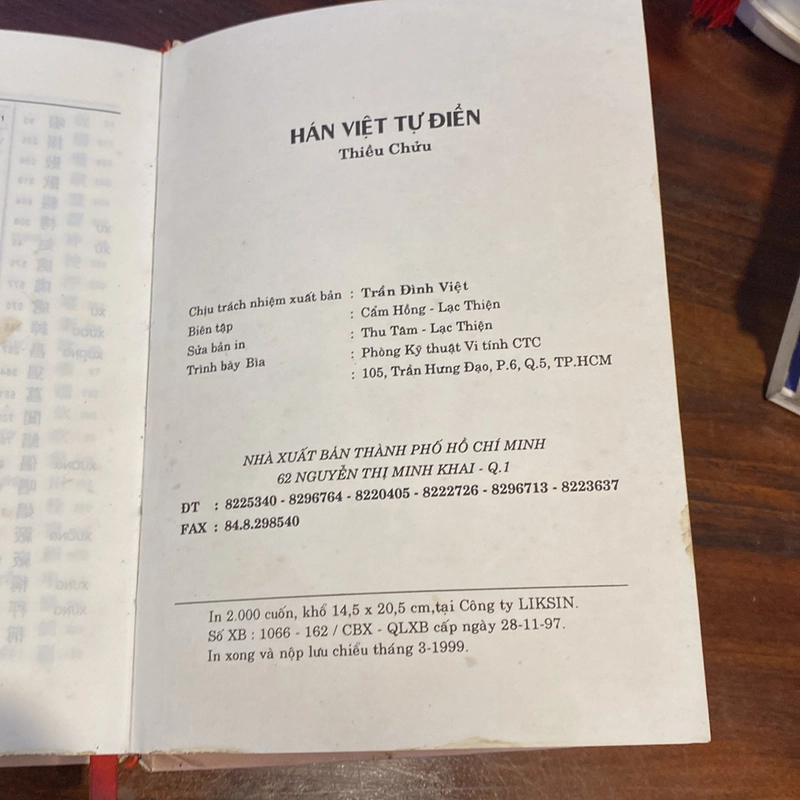 HÁN VIỆT TỰ ĐIỂN
Thiều Chửu
Chịu trách nhiệm xuất bản : Trần Đình Việt
Biên tập : Cẩm Hồng - Lạc Thiện
Sửa bản in : Thu Tâm - Lạc Thiện
Trình bày Bìa : Phòng Kỹ thuật Vi tính CTC
: 105, Trần Hưng Đạo, P.6, Q.5, TP.HCM
NHÀ XUẤT BẢN THÀNH PHỐ HỒ CHÍ MINH
62 NGUYỄN THỊ MINH KHAI - Q.1
ĐT : 8225340 - 8296764 - 8220405 - 8222726 - 8296713 - 8223637
FAX : 84.8.298540
In 2.000 cuốn, khổ 14,5 x 20,5 cm,tại Công ty LIKSIN.
Số XB : 1066 - 162 / CBX - QLXB cấp ngày 28-11-97.
In xong và nộp lưu chiểu tháng 3-1999.